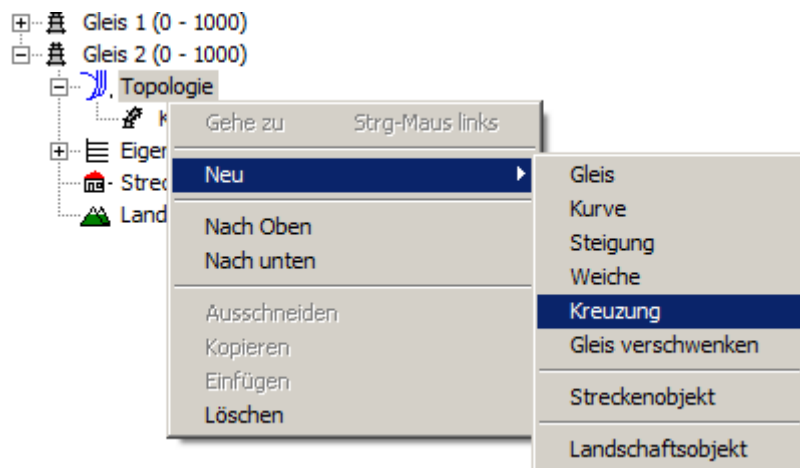 Gleis 1 (0 - 1000)
Gleis 2 (0 - 1000)
Topologie
Gehe zu Strg-Maus links
Neu
Nach Oben
Nach unten
Ausschneiden
Kopieren
Einfügen
Löschen
Gleis
Kurve
Steigung
Weiche
Kreuzung
Gleis verschwenken
Streckenobjekt
Landschaftsobjekt